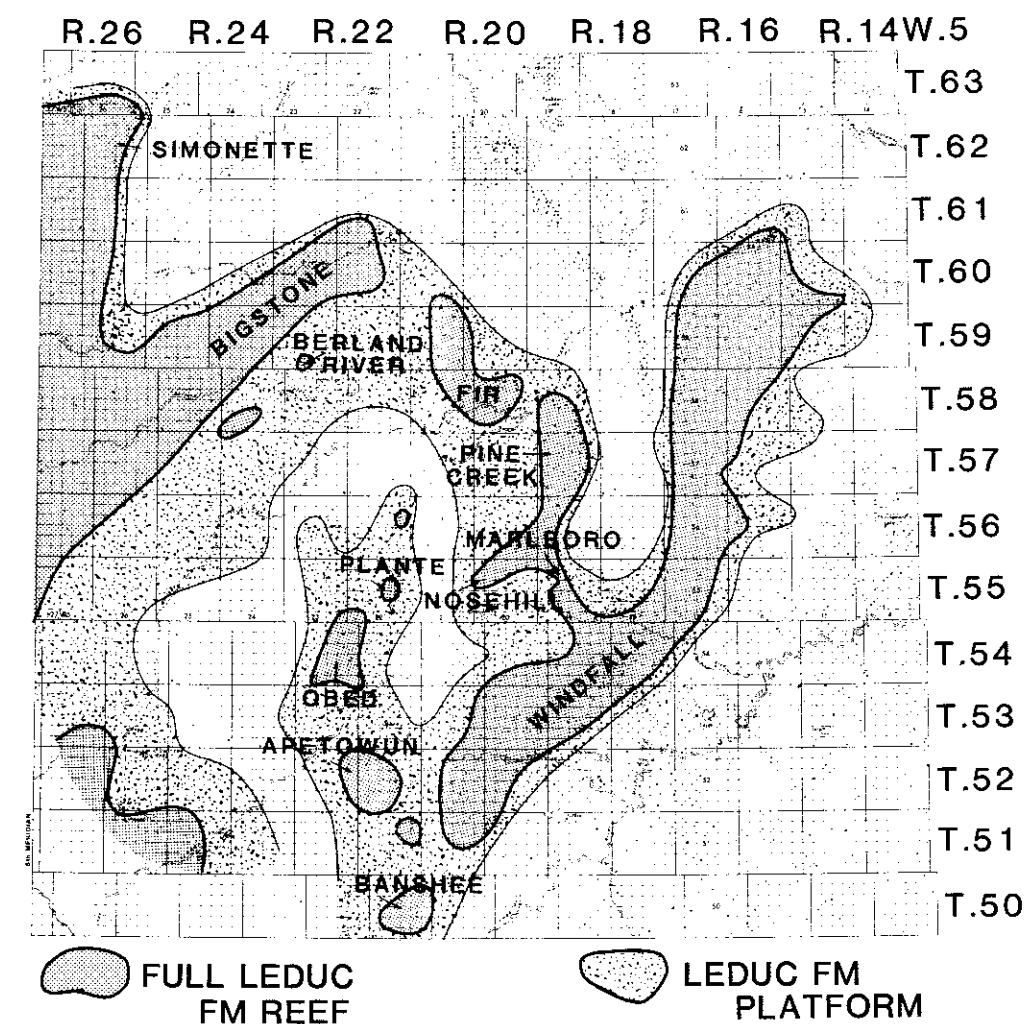 R.26 R.24 R.22 R.20 R.18 R.16 R.14W.5
T.63
T.62
SIMONETTE
T.61
T.60
BIGSTONE
T.59
BERLAND
RIVER
FIR
T.58
PINE
CREEK
T.57
T.56
MARLBORO
PLANTE
T.55
NOSEHILL
T.54
WINDFALL
OBED
T.53
APETOWUN
T.52
T.51
6th MERIDIAN
BANSHEE
T.50
FULL LEDUC
FM REEF
LEDUC FM
PLATFORM